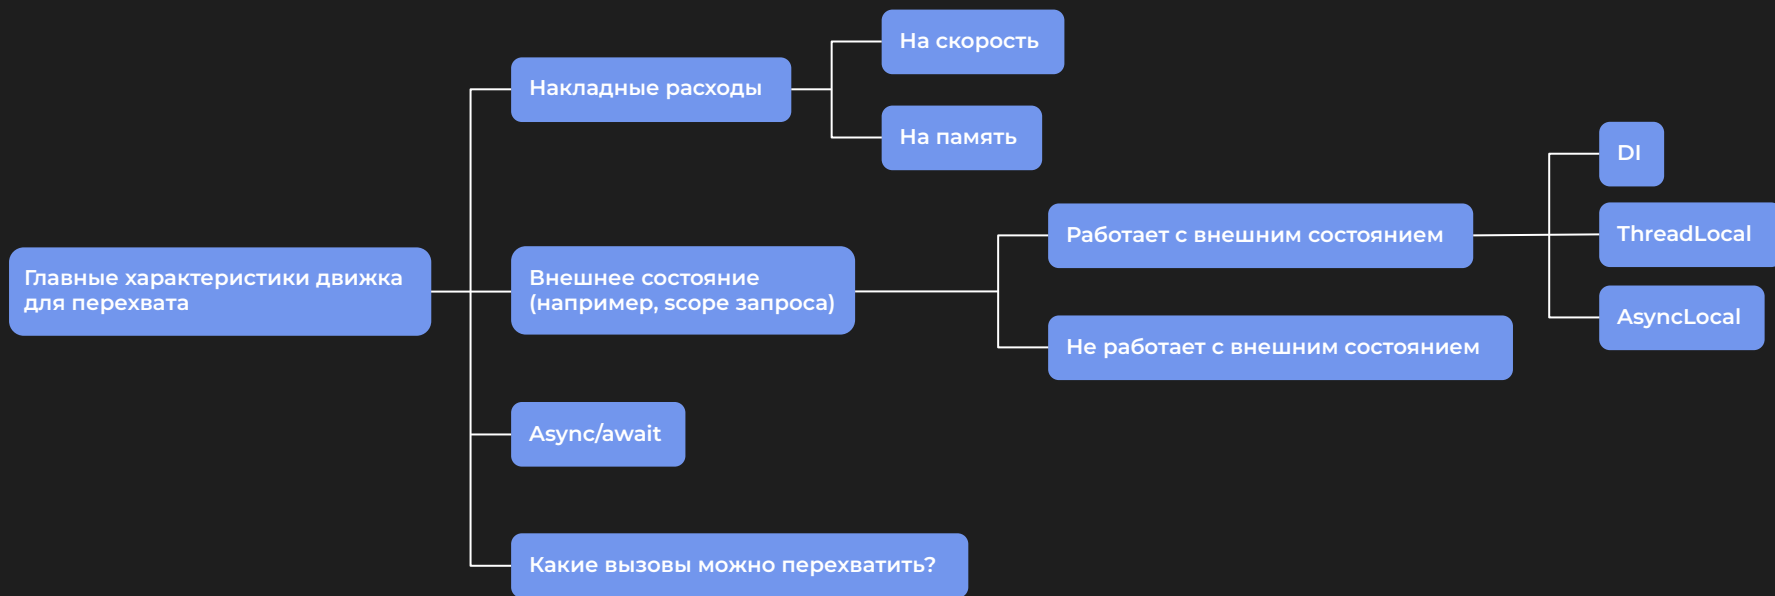 На скорость
Накладные расходы
На память
DI
Работает с внешним состоянием
ThreadLocal
Главные характеристики движка
для перехвата
Внешнее состояние
(например, scope запроса)
AsyncLocal
Не работает с внешним состоянием
Async/await
Какие вызовы можно перехватить?